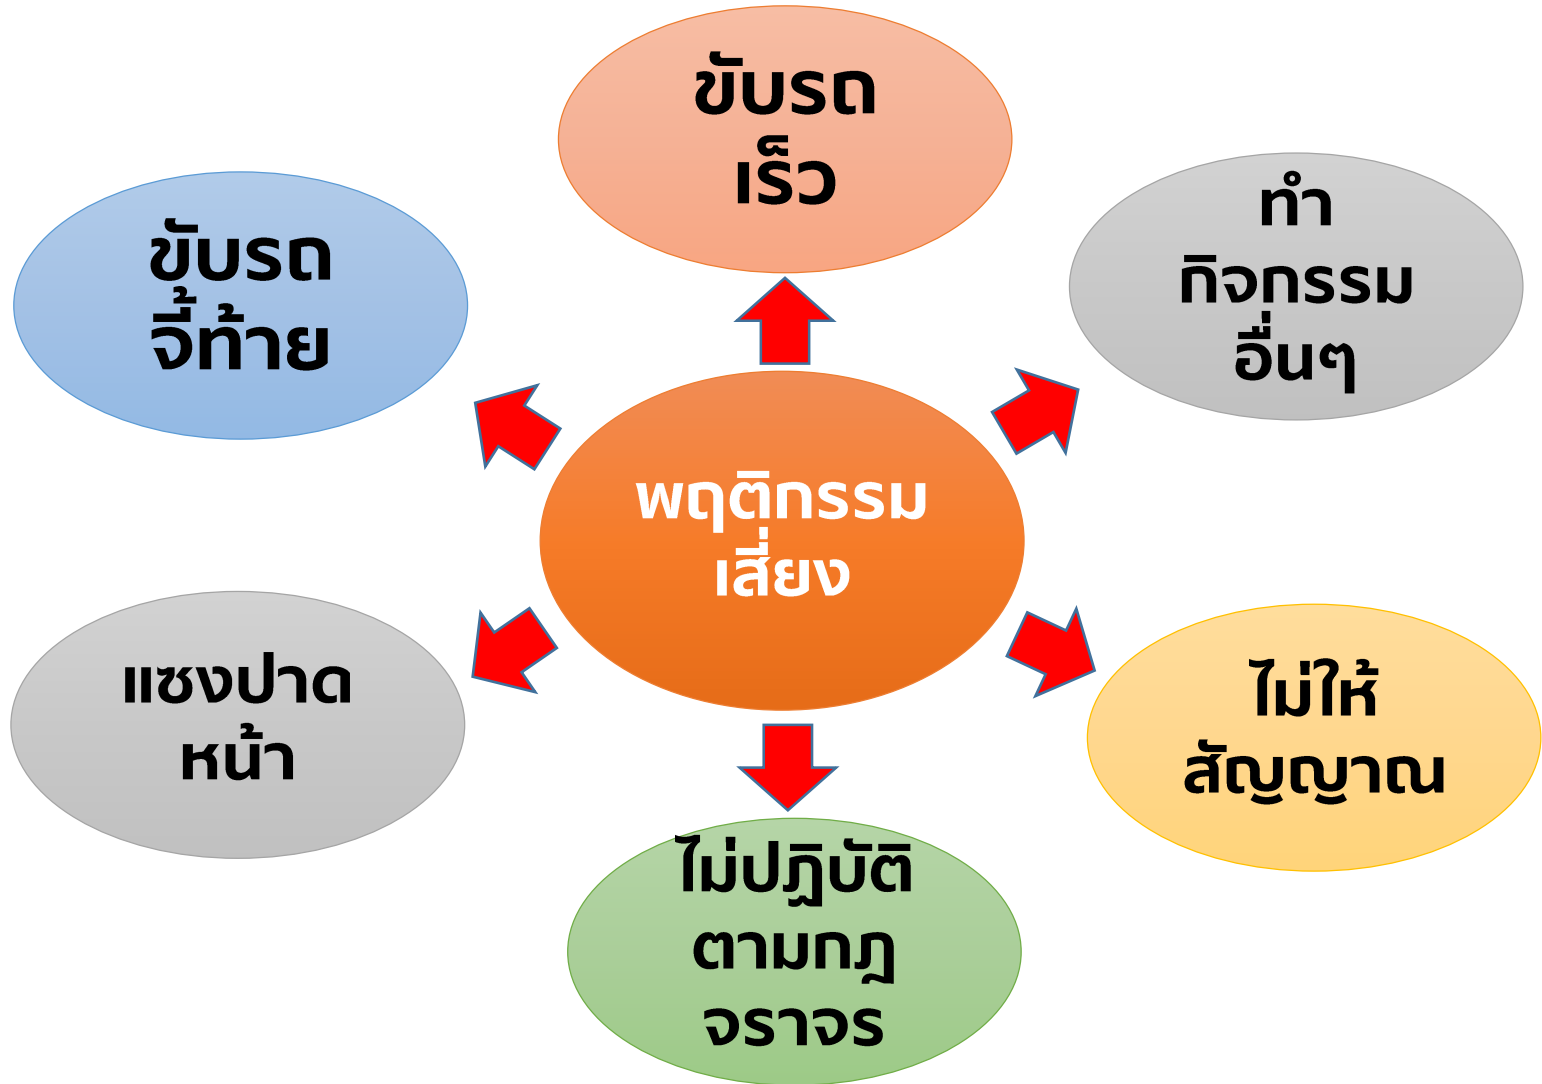 ขับรถ
เร็ว
ทำ
กิจกรรม
อื่นๆ
ขับรถ
จี้ท้าย
พฤติกรรม
เสี่ยง
แซงปาด
หน้า
ไม่ให้
สัญญาณ
ไม่ปฏิบัติ
ตามกฎ
จราจร